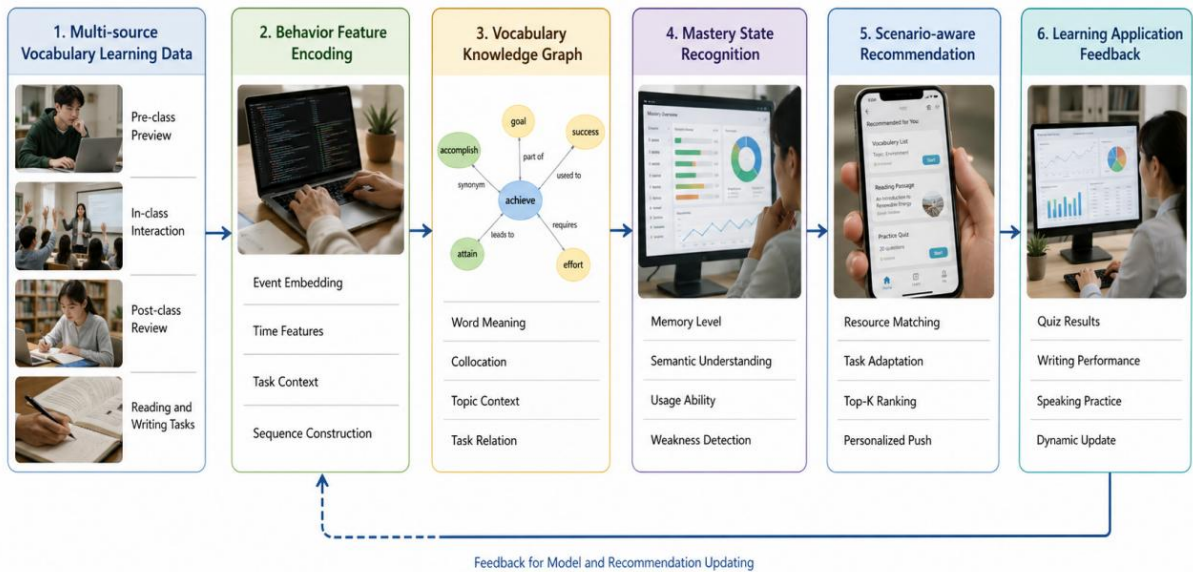 1. Multi-source
Vocabulary Learning Data
Pre-class
Preview
In-class
Interaction
Post-class
Review
Reading and
Writing Tasks
2. Behavior Feature
Encoding
Event Embedding
Time Features
Task Context
Sequence Construction
3. Vocabulary
Knowledge Graph
goal
accomplish
success
part of
synonym
used to
achieve
leads to
requires
attain
effort
Word Meaning
Collocation
Topic Context
Task Relation
4. Mastery State
Recognition
Mastery Overview
Memory Level
Semantic Understanding
Usage Ability
Weakness Detection
5. Scenario-aware
Recommendation
Recommended for You
Vocabulary List
Topic: Environment
Start
Reading Passage
An Introduction to
Renewable Energy
Practice Quiz
20 questions
Start
Resource Matching
Task Adaptation
Top-K Ranking
Personalized Push
6. Learning Application
Feedback
Quiz Results
Writing Performance
Speaking Practice
Dynamic Update
Feedback for Model and Recommendation Updating